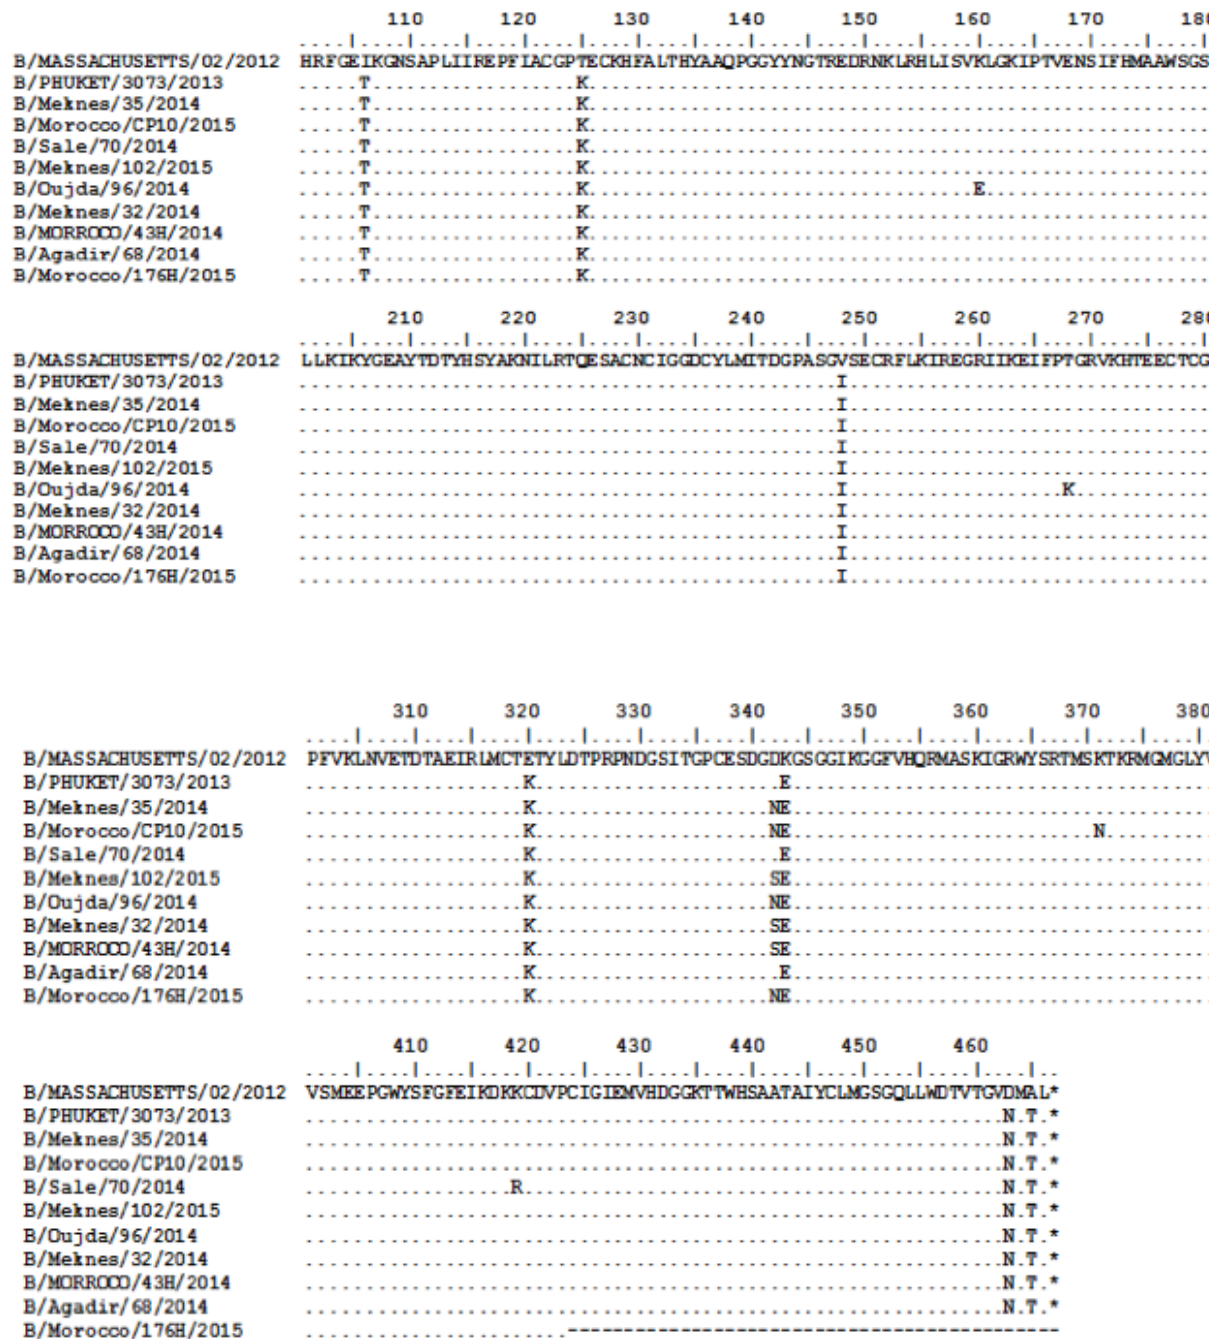 110 120 130 140 150 160 170 180
....|....|....|....|....|....|....|....|....|....|....|....|....|....|....|....|
B/MASSACHUSETTS/02/2012 HRFGEIKGNSAPLIIREPFIACGPTECKHFALTHYAAQPGGYYNGTREDRNKLRHLISVKLGKIPTVENSIFHMAAWSGS
B/PHUKET/3073/2013 .....T..................K.......................................................
B/Meknes/35/2014 .....T..................K.......................................................
B/Morocco/CP10/2015 .....T..................K.......................................................
B/Sale/70/2014 .....T..................K.......................................................
B/Meknes/102/2015 .....T..................K.......................................................
B/Oujda/96/2014 .....T..................K..................................E....................
B/Meknes/32/2014 .....T..................K.......................................................
B/MORROCO/43H/2014 .....T..................K.......................................................
B/Agadir/68/2014 .....T..................K.......................................................
B/Morocco/176H/2015 .....T..................K.......................................................
210 220 230 240 250 260 270 280
....|....|....|....|....|....|....|....|....|....|....|....|....|....|....|....|
B/MASSACHUSETTS/02/2012 LLKIKYGEAYTDTYHSYAKNILRTQESACNCIGGDCYLMITDGPASGVSECRFLKIREGRIIKEIFPTGRVKHTEECTCG
B/PHUKET/3073/2013 ...............................................I................................
B/Meknes/35/2014 ...............................................I................................
B/Morocco/CP10/2015 ...............................................I................................
B/Sale/70/2014 ...............................................I................................
B/Meknes/102/2015 ...............................................I................................
B/Oujda/96/2014 ...............................................I...................K............
B/Meknes/32/2014 ...............................................I................................
B/MORROCO/43H/2014 ...............................................I................................
B/Agadir/68/2014 ...............................................I................................
B/Morocco/176H/2015 ...............................................I................................
310 320 330 340 350 360 370 380
....|....|....|....|....|....|....|....|....|....|....|....|....|....|....|....|
B/MASSACHUSETTS/02/2012 PFVKLNVETDTAEIRLMCTETYLDTPRPNDGSITGPCESDGDKGSGGIKGGFVHQRMASKIGRWYSRTMSKTKRMGMGLYV
B/PHUKET/3073/2013 ...................K......................E.....................................
B/Meknes/35/2014 ...................K.....................NE.....................................
B/Morocco/CP10/2015 ...................K.....................NE...........................N.........
B/Sale/70/2014 ...................K......................E.....................................
B/Meknes/102/2015 ...................K.....................SE.....................................
B/Oujda/96/2014 ...................K.....................NE.....................................
B/Meknes/32/2014 ...................K.....................SE.....................................
B/MORROCO/43H/2014 ...................K.....................SE.....................................
B/Agadir/68/2014 ...................K......................E.....................................
B/Morocco/176H/2015 ...................K.....................NE.....................................
410 420 430 440 450 460
....|....|....|....|....|....|....|....|....|....|....|....|....|..
B/MASSACHUSETTS/02/2012 VSMEEPGWYSFGFEIKDKKCDVPCIGIEMVHDGGKTTWHSAATAIYCLMGSGQLLWDTVTGVDMAL*
B/PHUKET/3073/2013 ..............................................................N.T.*
B/Meknes/35/2014 ..............................................................N.T.*
B/Morocco/CP10/2015 ..............................................................N.T.*
B/Sale/70/2014 ..................R...........................................N.T.*
B/Meknes/102/2015 ..............................................................N.T.*
B/Oujda/96/2014 ..............................................................N.T.*
B/Meknes/32/2014 ..............................................................N.T.*
B/MORROCO/43H/2014 ..............................................................N.T.*
B/Agadir/68/2014 ..............................................................N.T.*
B/Morocco/176H/2015 .......................--------------------------------------------